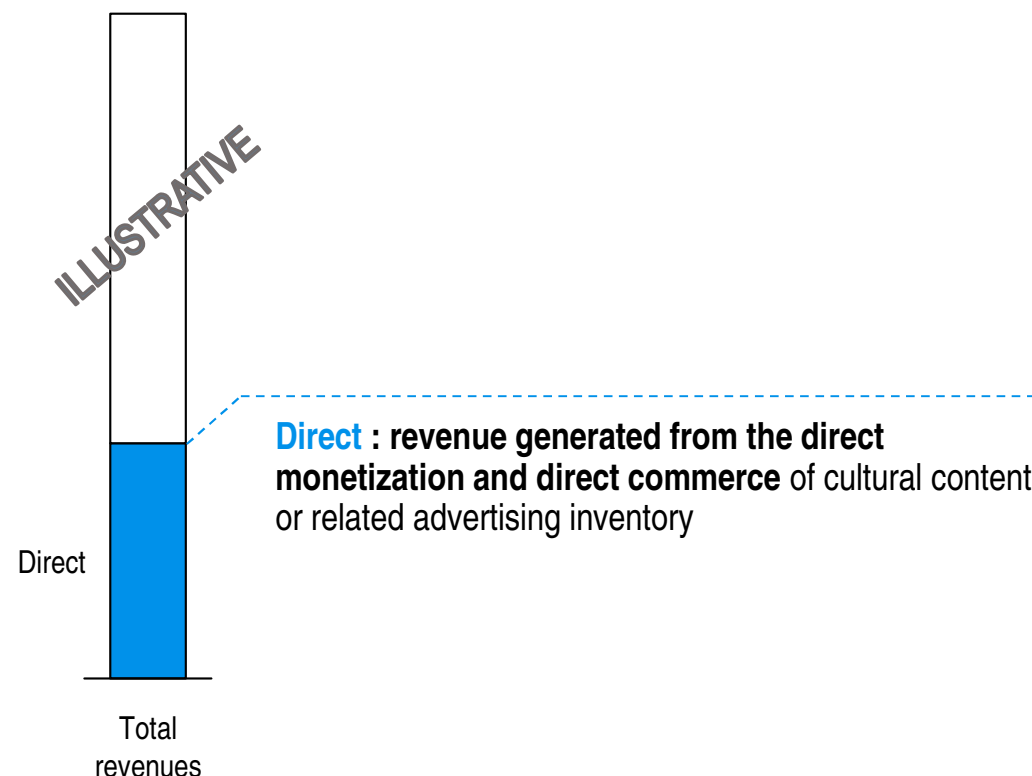 ILLUSTRATIVE
Direct : revenue generated from the direct
monetization and direct commerce of cultural content
or related advertising inventory
Direct
Total
revenues